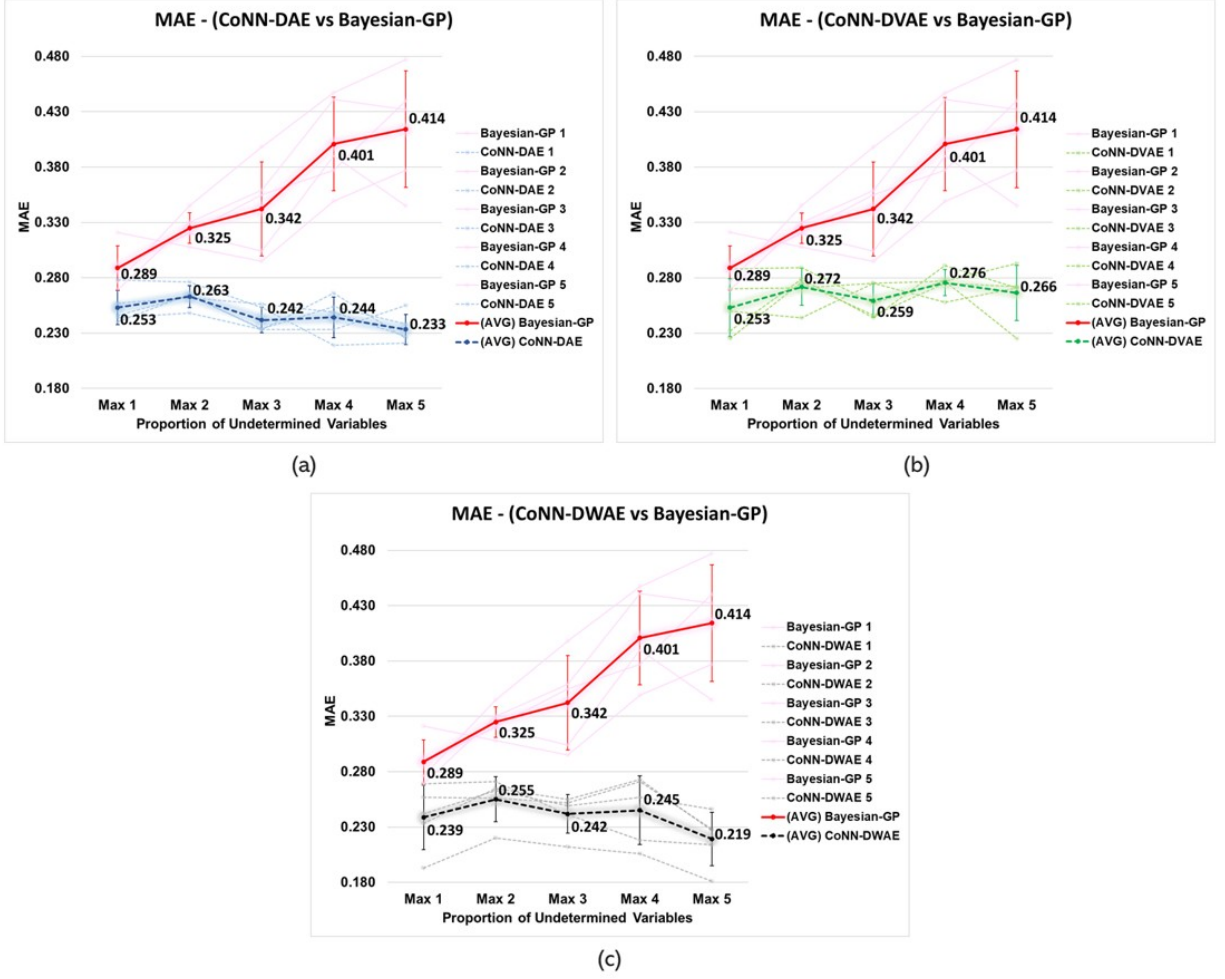 MAE - (CoNN-DAE vs Bayesian-GP)
0.480
0.430
0.380
0.330
0.280
0.230
0.180
MAE
0.289
0.325
0.342
0.401
0.414
0.253
0.263
0.242
0.244
0.233
Max 1 Max 2 Max 3 Max 4 Max 5
Proportion of Undetermined Variables
Bayesian-GP 1
CoNN-DAE 1
Bayesian-GP 2
CoNN-DAE 2
Bayesian-GP 3
CoNN-DAE 3
Bayesian-GP 4
CoNN-DAE 4
Bayesian-GP 5
CoNN-DAE 5
(AVG) Bayesian-GP
(AVG) CoNN-DAE
(a)
MAE - (CoNN-DVAE vs Bayesian-GP)
0.480
0.430
0.380
0.330
0.280
0.230
0.180
MAE
0.289
0.325
0.342
0.401
0.414
0.253
0.272
0.259
0.276
0.266
Max 1 Max 2 Max 3 Max 4 Max 5
Proportion of Undetermined Variables
Bayesian-GP 1
CoNN-DVAE 1
Bayesian-GP 2
CoNN-DVAE 2
Bayesian-GP 3
CoNN-DVAE 3
Bayesian-GP 4
CoNN-DVAE 4
Bayesian-GP 5
CoNN-DVAE 5
(AVG) Bayesian-GP
(AVG) CoNN-DVAE
(b)
MAE - (CoNN-DWAE vs Bayesian-GP)
0.480
0.430
0.380
0.330
0.280
0.230
0.180
MAE
0.289
0.325
0.342
0.401
0.414
0.239
0.255
0.242
0.245
0.219
Max 1 Max 2 Max 3 Max 4 Max 5
Proportion of Undetermined Variables
Bayesian-GP 1
CoNN-DWAE 1
Bayesian-GP 2
CoNN-DWAE 2
Bayesian-GP 3
CoNN-DWAE 3
Bayesian-GP 4
CoNN-DWAE 4
Bayesian-GP 5
CoNN-DWAE 5
(AVG) Bayesian-GP
(AVG) CoNN-DWAE
(c)